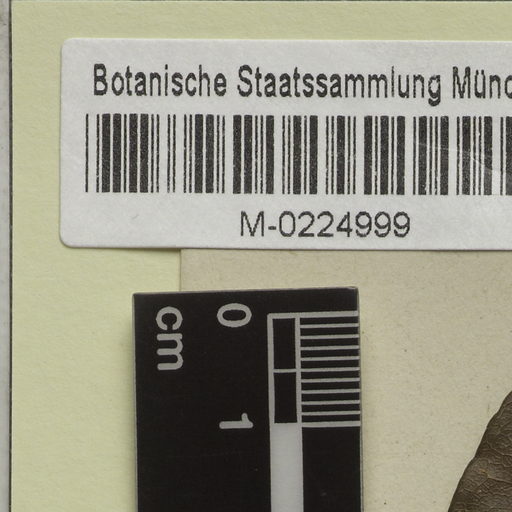 Botanische Staatssammlung Münc
M-0224999
cm
0
1